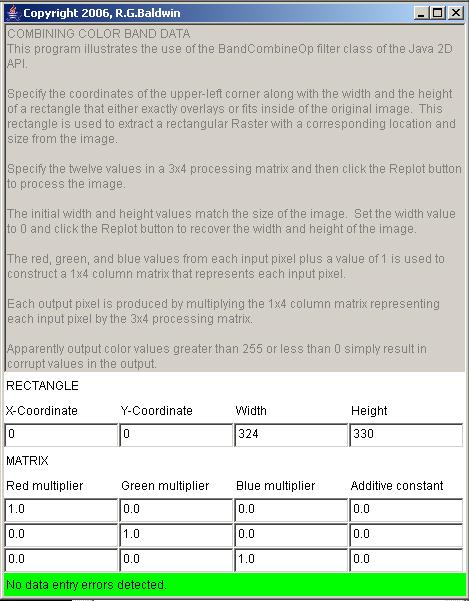 Copyright 2006, R.G.Baldwin
COMBINING COLOR BAND DATA
This program illustrates the use of the BandCombineOp filter class of the Java 2D
API.
Specify the coordinates of the upper-left corner along with the width and the height
of a rectangle that either exactly overlays or fits inside of the original image.  This
rectangle is used to extract a rectangular Raster with a corresponding location and
size from the image.
Specify the twelve values in a 3x4 processing matrix and then click the Replot button
to process the image.
The initial width and height values match the size of the image.  Set the width value
to 0 and click the Replot button to recover the width and height of the image.
The red, green, and blue values from each input pixel plus a value of 1 is used to
construct a 1x4 column matrix that represents each input pixel.
Each output pixel is produced by multiplying the 1x4 column matrix representing
each input pixel by the 3x4 processing matrix.
Apparently output color values greater than 255 or less than 0 simply result in
corrupt values in the output.
RECTANGLE
X-Coordinate Y-Coordinate Width Height
0 0 324 330
MATRIX
Red multiplier Green multiplier Blue multiplier Additive constant
1.0 0.0 0.0 0.0
0.0 1.0 0.0 0.0
0.0 0.0 1.0 0.0
No data entry errors detected.